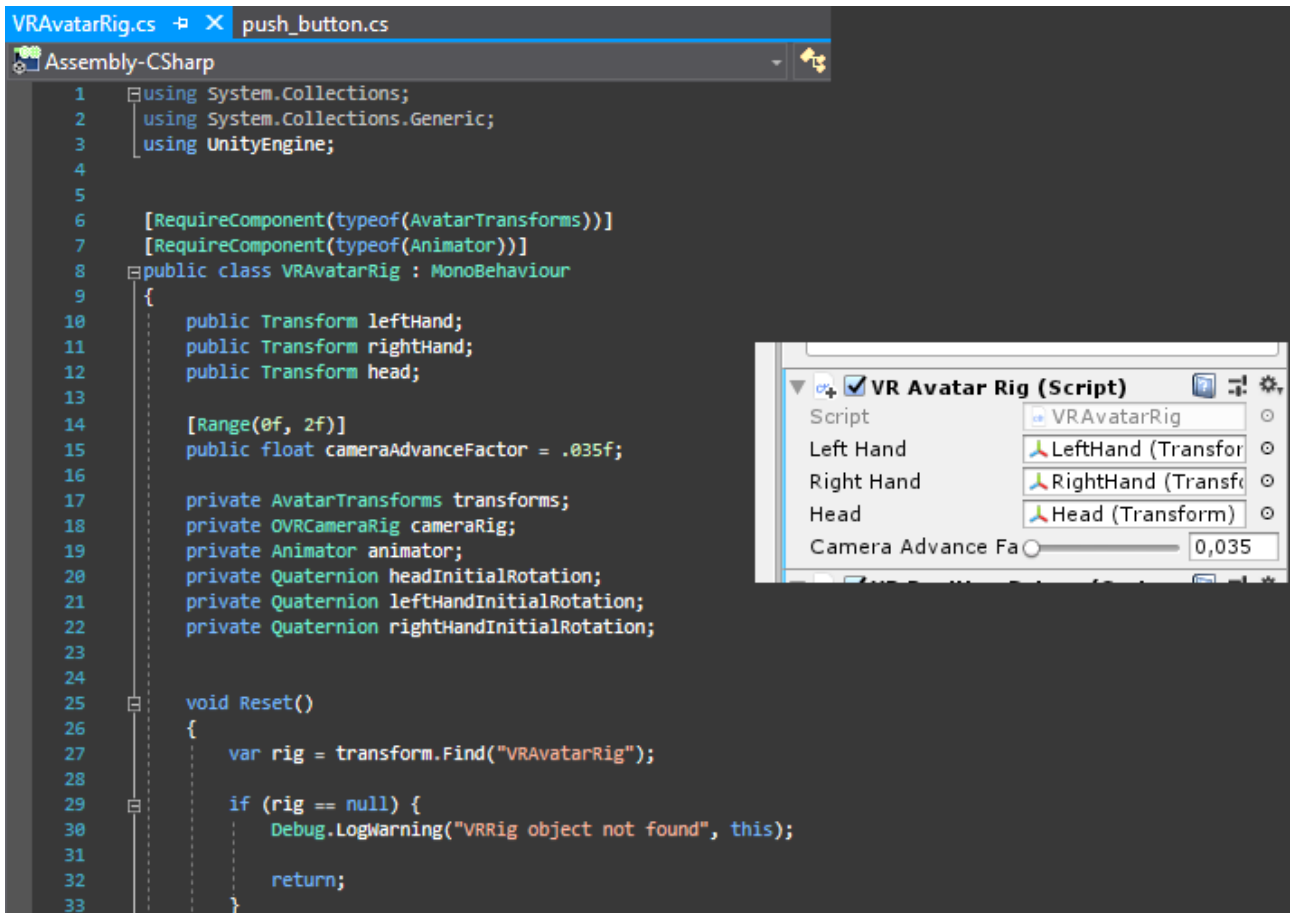 VRAvatarRig.cs push_button.cs
Assembly-CSharp
1 using System.Collections;
2 using System.Collections.Generic;
3 using UnityEngine;
4
5
6 [RequireComponent(typeof(AvatarTransforms))]
7 [RequireComponent(typeof(Animator))]
8 public class VRAvatarRig : MonoBehaviour
9 {
10 public Transform leftHand;
11 public Transform rightHand;
12 public Transform head;
13
14 [Range(0f, 2f)]
15 public float cameraAdvanceFactor = .035f;
16
17 private AvatarTransforms transforms;
18 private OVRCameraRig cameraRig;
19 private Animator animator;
20 private Quaternion headInitialRotation;
21 private Quaternion leftHandInitialRotation;
22 private Quaternion rightHandInitialRotation;
23
24
25 void Reset()
26 {
27 var rig = transform.Find("VRAvatarRig");
28
29 if (rig == null) {
30 Debug.LogWarning("VRRig object not found", this);
31
32 return;
33 }
VR Avatar Rig (Script)
Script VRAvatarRig
Left Hand LeftHand (Transfor
Right Hand RightHand (Transf
Head Head (Transform)
Camera Advance Fa 0,035